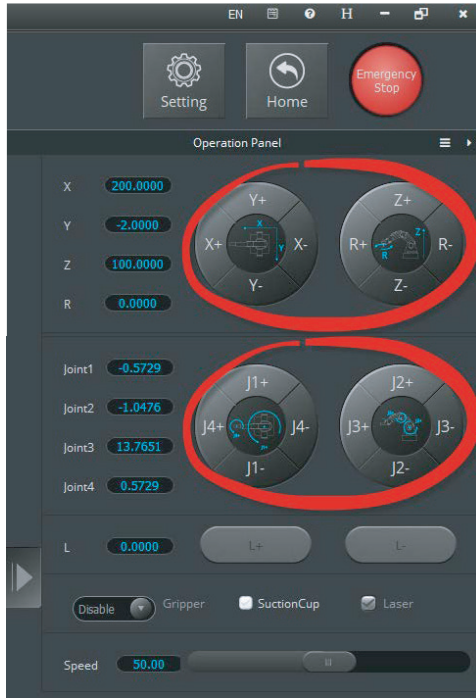 EN H
Setting Home Emergency
Stop
Operation Panel
X 200.0000
Y -2.0000
Z 100.0000
R 0.0000
Y+
X+ X-
Y-
X
Y
Z+
R+ R-
Z-
Z
R
Joint1 -0.5729
Joint2 -1.0476
Joint3 13.7651
Joint4 0.5729
J1+
J4+ J4-
J1-
J2+
J3+ J3-
J2-
L 0.0000 L+ L-
Disable Gripper SuctionCup Laser
Speed 50.00